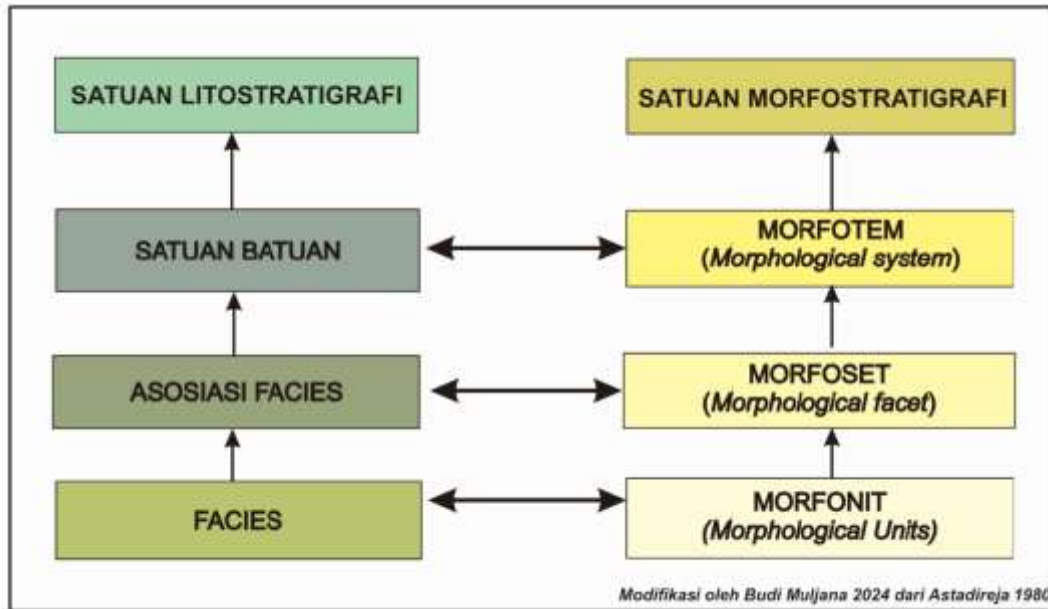 SATUAN LITOSTRATIGRAFI
SATUAN MORFOSTRATIGRAFI
SATUAN BATUAN
MORFOTEM
(Morphological system)
ASOSIASI FACIES
MORFOSET
(Morphological facet)
FACIES
MORFONIT
(Morphological Units)
Modifikasi oleh Budi Muljana 2024 dari Astadireja 1980